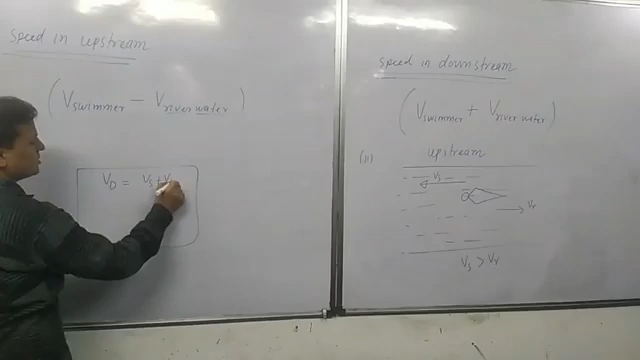 speed in upstream
(Vswimmer - Vriver water)
VD = Vs + V
speed in downstream
(Vswimmer + Vriver water)
(ii) upstream
Vs
Vr
Vs > Vr